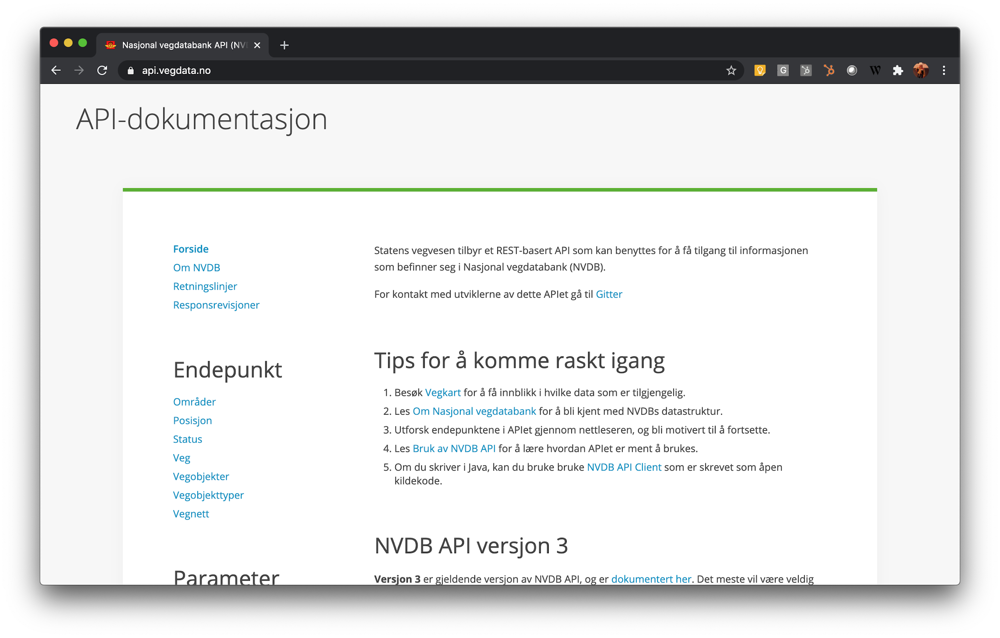 Nasjonal vegdatabank API (NV
api.vegdata.no
API-dokumentasjon
Forside
Om NVDB
Retningslinjer
Responsrevisjoner
Endepunkt
Områder
Posisjon
Status
Veg
Vegobjekter
Vegobjekttyper
Vegnett
Parameter
Statens vegvesen tilbyr et REST-basert API som kan benyttes for å få tilgang til informasjonen
som befinner seg i Nasjonal vegdatabank (NVDB).
For kontakt med utviklerne av dette APIet gå til Gitter
Tips for å komme raskt igang
1. Besøk Vegkart for å få innblikk i hvilke data som er tilgjengelig.
2. Les Om Nasjonal vegdatabank for å bli kjent med NVDBs datastruktur.
3. Utforsk endepunktene i APIet gjennom nettleseren, og bli motivert til å fortsette.
4. Les Bruk av NVDB API for å lære hvordan APIet er ment å brukes.
5. Om du skriver i Java, kan du bruke bruke NVDB API Client som er skrevet som åpen
kildekode.
NVDB API versjon 3
Versjon 3 er gjeldende versjon av NVDB API, og er dokumentert her. Det meste vil være veldig